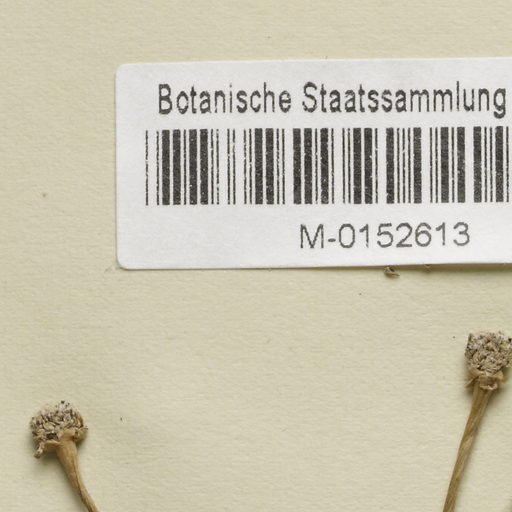 Botanische Staatssammlung
M-0152613